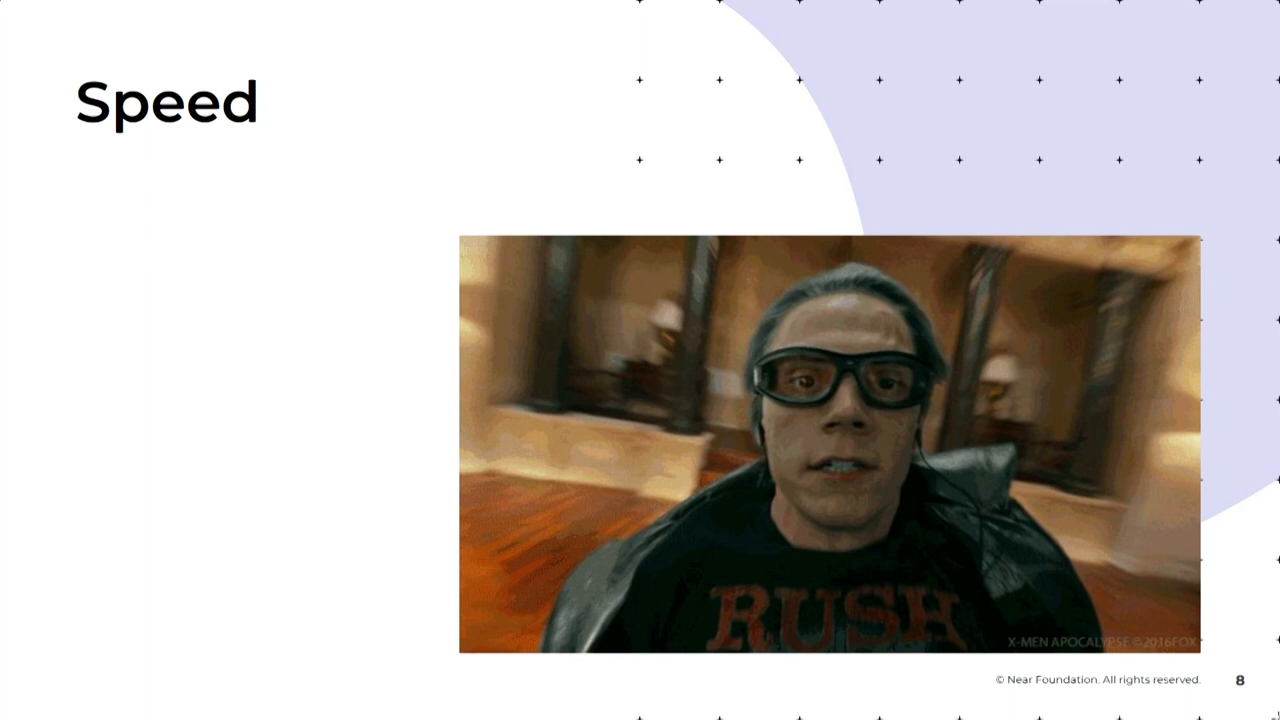 Speed
RUSH
X-MEN APOCALYPSE ©2016FOX
© Near Foundation. All rights reserved.
8